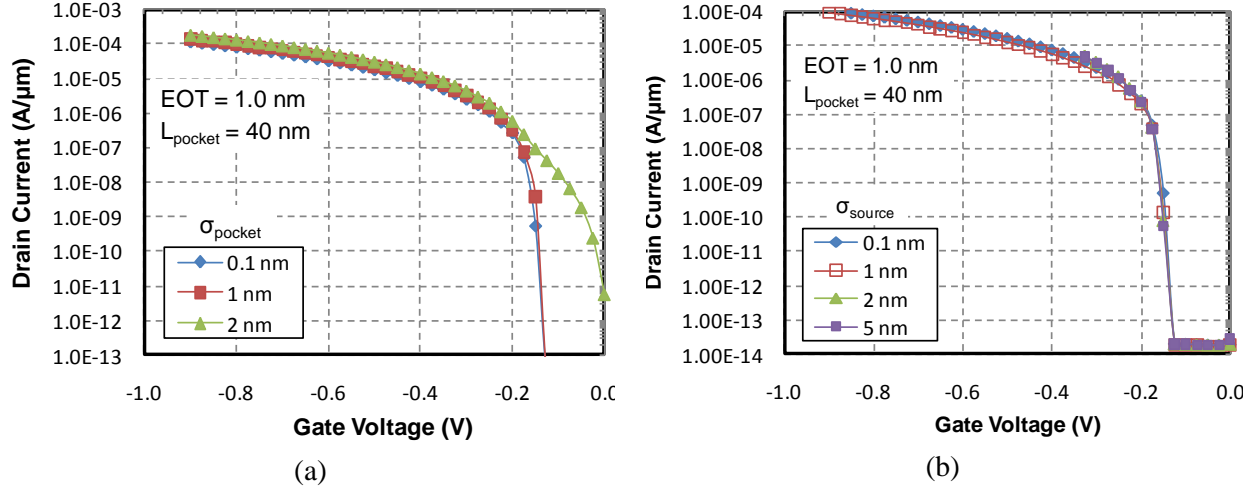 1.0E-03
1.0E-04
1.0E-05
1.0E-06
1.0E-07
1.0E-08
1.0E-09
1.0E-10
1.0E-11
1.0E-12
1.0E-13
Drain Current (A/µm)
EOT = 1.0 nm
Lpocket = 40 nm
σpocket
0.1 nm
1 nm
2 nm
-1.0 -0.8 -0.6 -0.4 -0.2 0.0
Gate Voltage (V)
(a)
1.00E-04
1.00E-05
1.00E-06
1.00E-07
1.00E-08
1.00E-09
1.00E-10
1.00E-11
1.00E-12
1.00E-13
1.00E-14
Drain Current (A/µm)
EOT = 1.0 nm
Lpocket = 40 nm
σsource
0.1 nm
1 nm
2 nm
5 nm
-1.0 -0.8 -0.6 -0.4 -0.2 0.0
Gate Voltage (V)
(b)